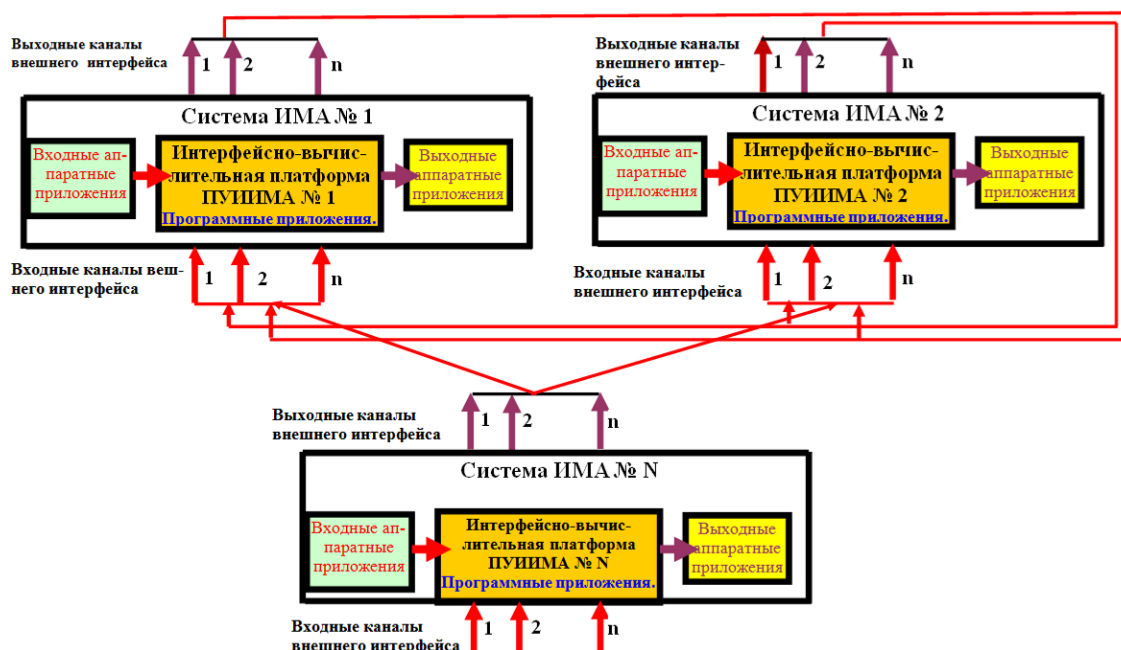 Выходные каналы
внешнего интерфейса
1
2
n
Система ИМА № 1
Входные ап-
паратные
приложения
Интерфейсно-вычис-
лительная платформа
ПУИИМА № 1
Программные приложения.
Выходные
аппаратные
приложения
Входные каналы веш-
него интерфейса
1
2
n
Выходные каналы
внешнего интер-
фейса
1
2
n
Система ИМА № 2
Входные ап-
паратные
приложения
Интерфейсно-вычис-
лительная платформа
ПУИИМА № 2
Программные приложения.
Выходные
аппаратные
приложения
Входные каналы
внешнего интерфейса
1
2
n
Выходные каналы
внешнего интерфейса
1
2
n
Система ИМА № N
Входные ап-
паратные
приложения
Интерфейсно-вычис-
лительная платформа
ПУИИМА № N
Программные приложения.
Выходные
аппаратные
приложения
Входные каналы
внешнего интерфейса
1
2
n